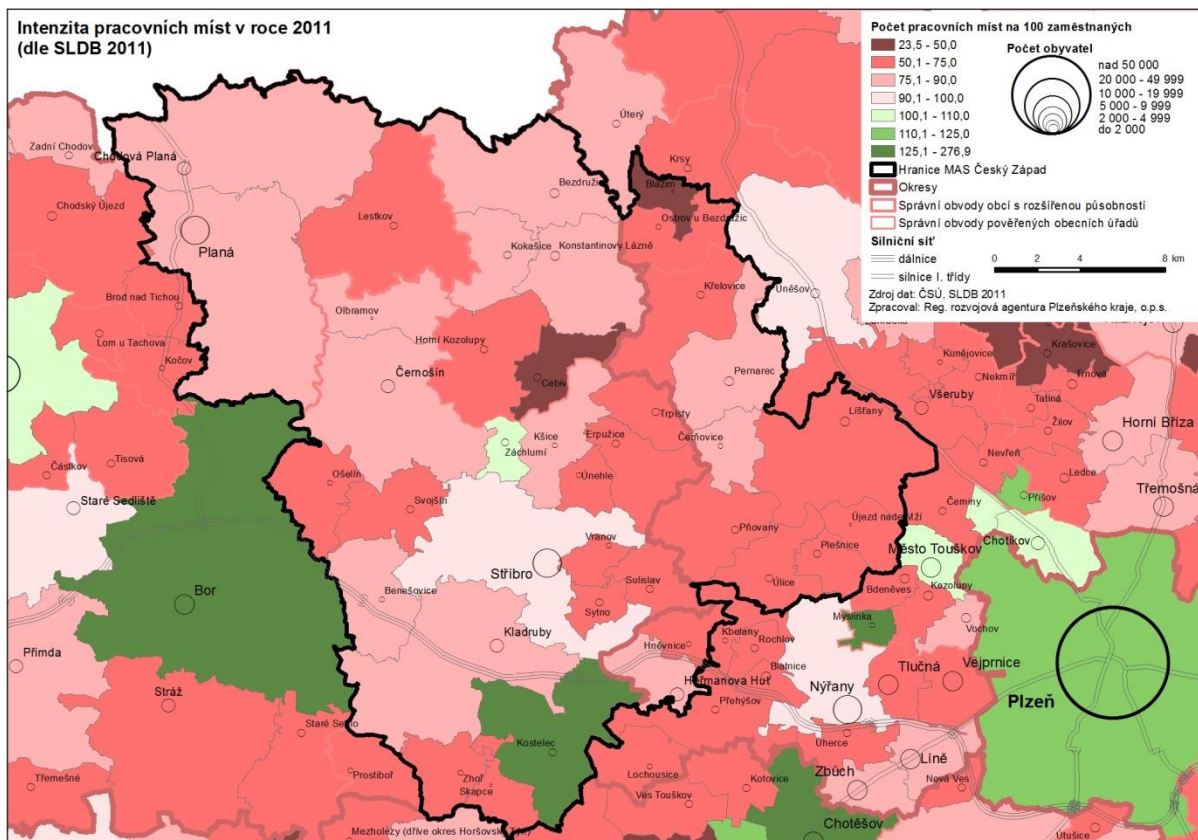 Intenzita pracovních míst v roce 2011
(dle SLDB 2011)
Počet pracovních míst na 100 zaměstnaných
23,5 - 50,0
50,1 - 75,0
75,1 - 90,0
90,1 - 100,0
100,1 - 110,0
110,1 - 125,0
125,1 - 276,9
Počet obyvatel
nad 50 000
20 000 - 49 999
10 000 - 19 999
5 000 - 9 999
2 000 - 4 999
do 2 000
Hranice MAS Český Západ
Okresy
Správní obvody obcí s rozšířenou působností
Správní obvody pověřených obecních úřadů
Silniční síť
dálnice
silnice I. třídy
0 2 4 8 km
Zdroj dat: ČSÚ, SLDB 2011
Zpracoval: Reg. rozvojová agentura Plzeňského kraje, o.p.s.
Zadní Chodov
Chodová Planá
Úterý
Krsy
Blažim
Bezdružice
Chodský Újezd
Planá
Lestkov
Ostrov u Bezdružic
Kokašice
Konstantinovy Lázně
Brod nad Tichou
Křelovice
Úněšov
Olbramov
Lom u Tachova
Horní Kozolupy
Kočov
Černošín
Cebiv
Pernarec
Kunějovice
Krašovice
Nekmíř
Trnová
Všeruby
Tatiná
Trpísty
Líšťany
Žilov
Horní Bříza
Záchlumí
Kšice
Erpužice
Čerňovice
Nevřeň
Ledce
Částkov
Tisová
Ošelín
Únehle
Třemošná
Staré Sedliště
Svojšín
Příšov
Čeminy
Újezd nade Mží
Pňovany
Chotíkov
Vranov
Plešnice
Město Touškov
Stříbro
Sulislav
Úlice
Bdeněves
Kozolupy
Bor
Benešovice
Sytno
Myslinka
Vochov
Kladruby
Hněvnice
Kbelany
Rochlov
Přimda
Blatnice
Tlučná
Vejprnice
Heřmanova Huť
Nýřany
Plzeň
Stráž
Přehýšov
Staré Sedlo
Kostelec
Úherce
Líně
Třemešné
Prostiboř
Zhoř
Skapce
Lochousice
Kotovice
Zbůch
Nová Ves
Ves Touškov
Chotěšov
Útušice
Mezholezy (dříve okres Horšovský Týn)